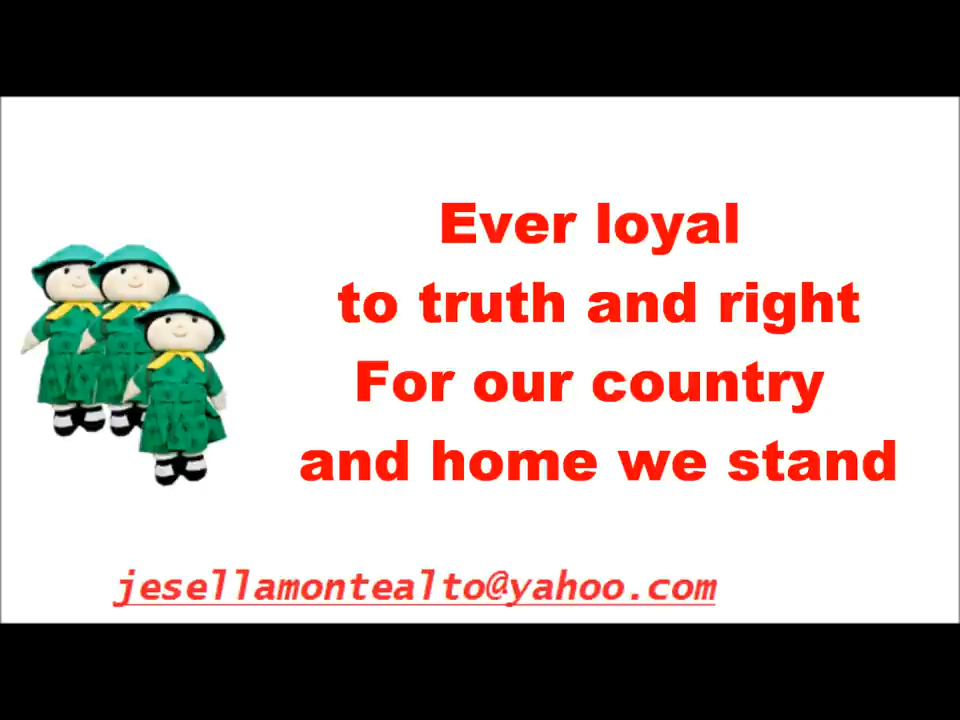 Ever loyal
to truth and right
For our country
and home we stand
jesellamontealto@yahoo.com